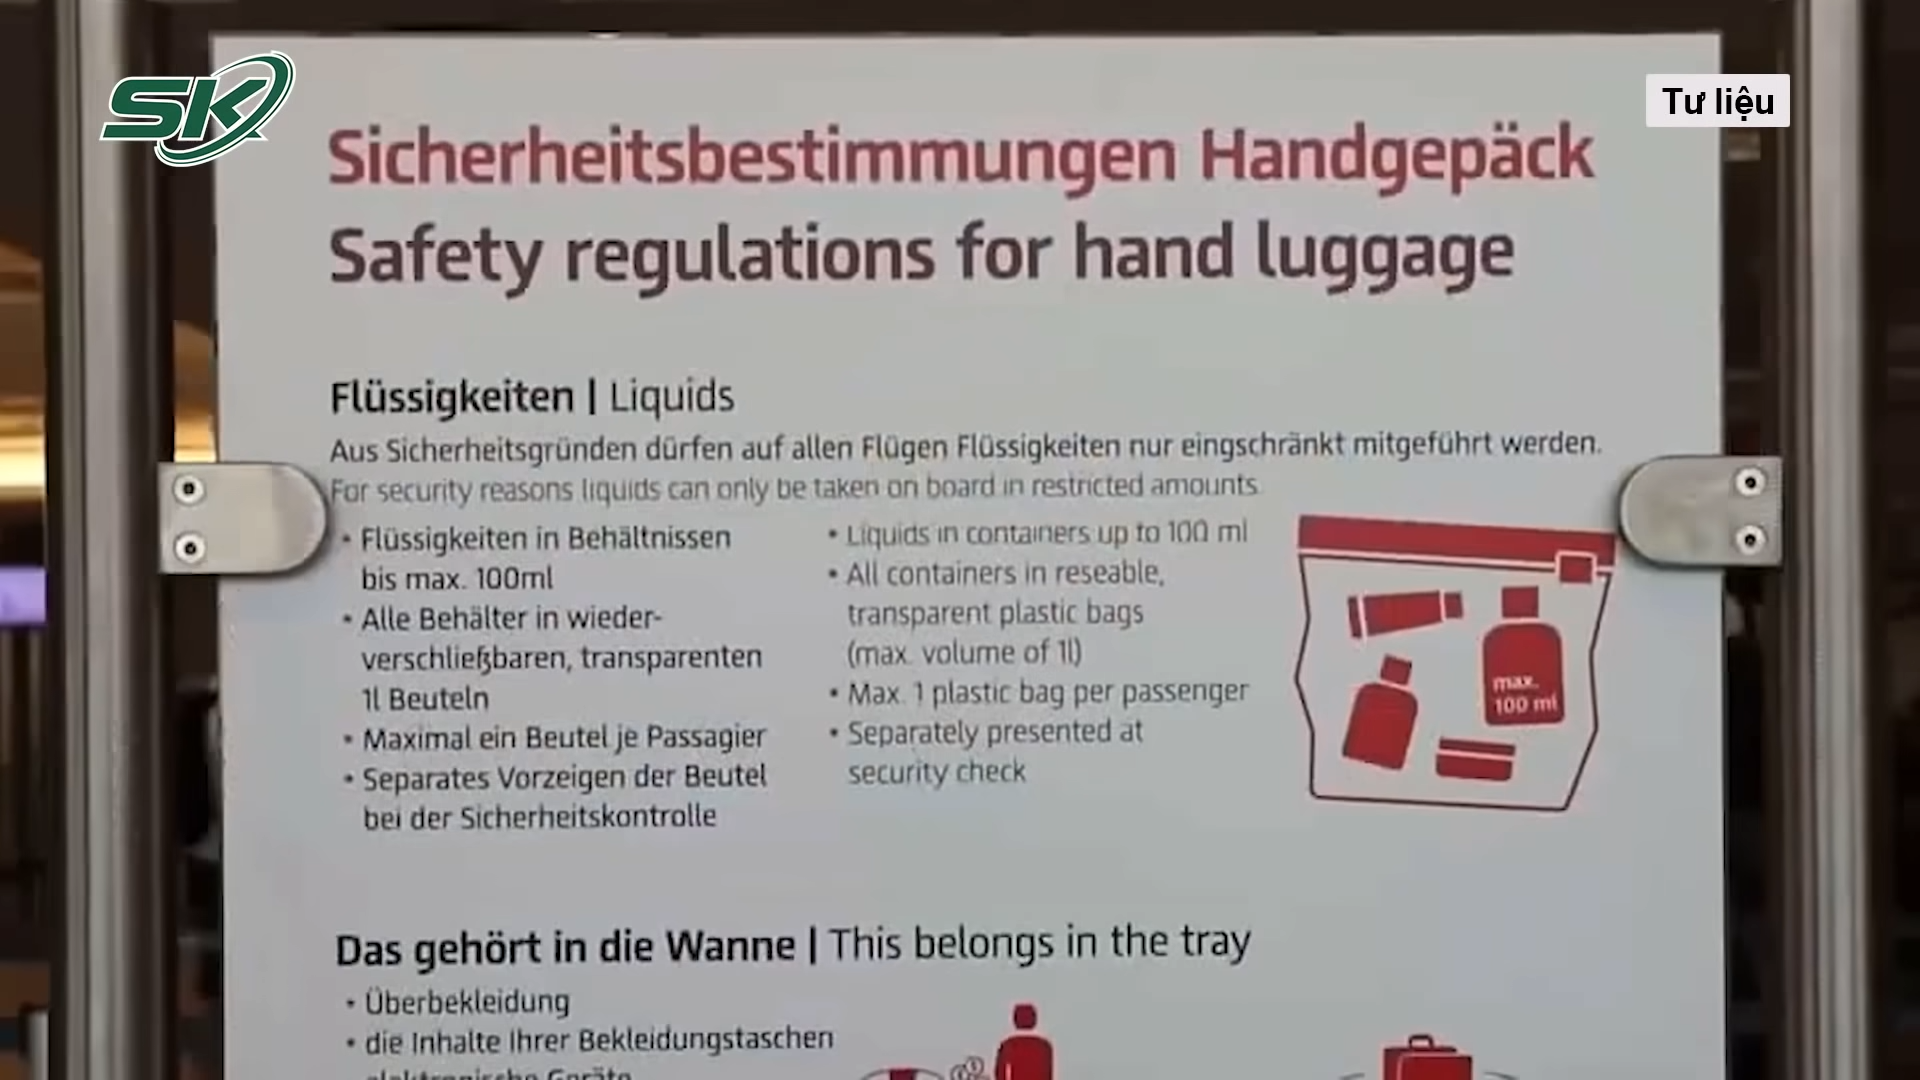 SK
Tư liệu
Sicherheitsbestimmungen Handgepäck
Safety regulations for hand luggage
Flüssigkeiten | Liquids
Aus Sicherheitsgründen dürfen auf allen Flügen Flüssigkeiten nur eingschränkt mitgeführt werden.
For security reasons liquids can only be taken on board in restricted amounts.
• Flüssigkeiten in Behältnissen
bis max. 100ml
• Alle Behälter in wieder-
verschließbaren, transparenten
1l Beuteln
• Maximal ein Beutel je Passagier
• Separates Vorzeigen der Beutel
bei der Sicherheitskontrolle
• Liquids in containers up to 100 ml
• All containers in reseable,
transparent plastic bags
(max. volume of 1l)
• Max. 1 plastic bag per passenger
• Separately presented at
security check
max.
100 ml
Das gehört in die Wanne | This belongs in the tray
• Überbekleidung
• die Inhalte Ihrer Bekleidungstaschen
elektronische Geräte